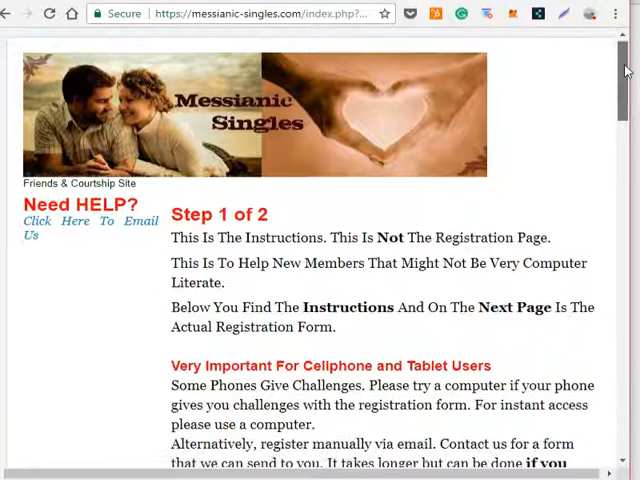 Secure
https://messianic-singles.com/index.php?...
Messianic
Singles
Friends & Courtship Site
Need HELP?
Click Here To Email
Us
Step 1 of 2
This Is The Instructions. This Is Not The Registration Page.
This Is To Help New Members That Might Not Be Very Computer
Literate.
Below You Find The Instructions And On The Next Page Is The
Actual Registration Form.
Very Important For Cellphone and Tablet Users
Some Phones Give Challenges. Please try a computer if your phone
gives you challenges with the registration form. For instant access
please use a computer.
Alternatively, register manually via email. Contact us for a form
that we can send to you. It takes longer but can be done if you